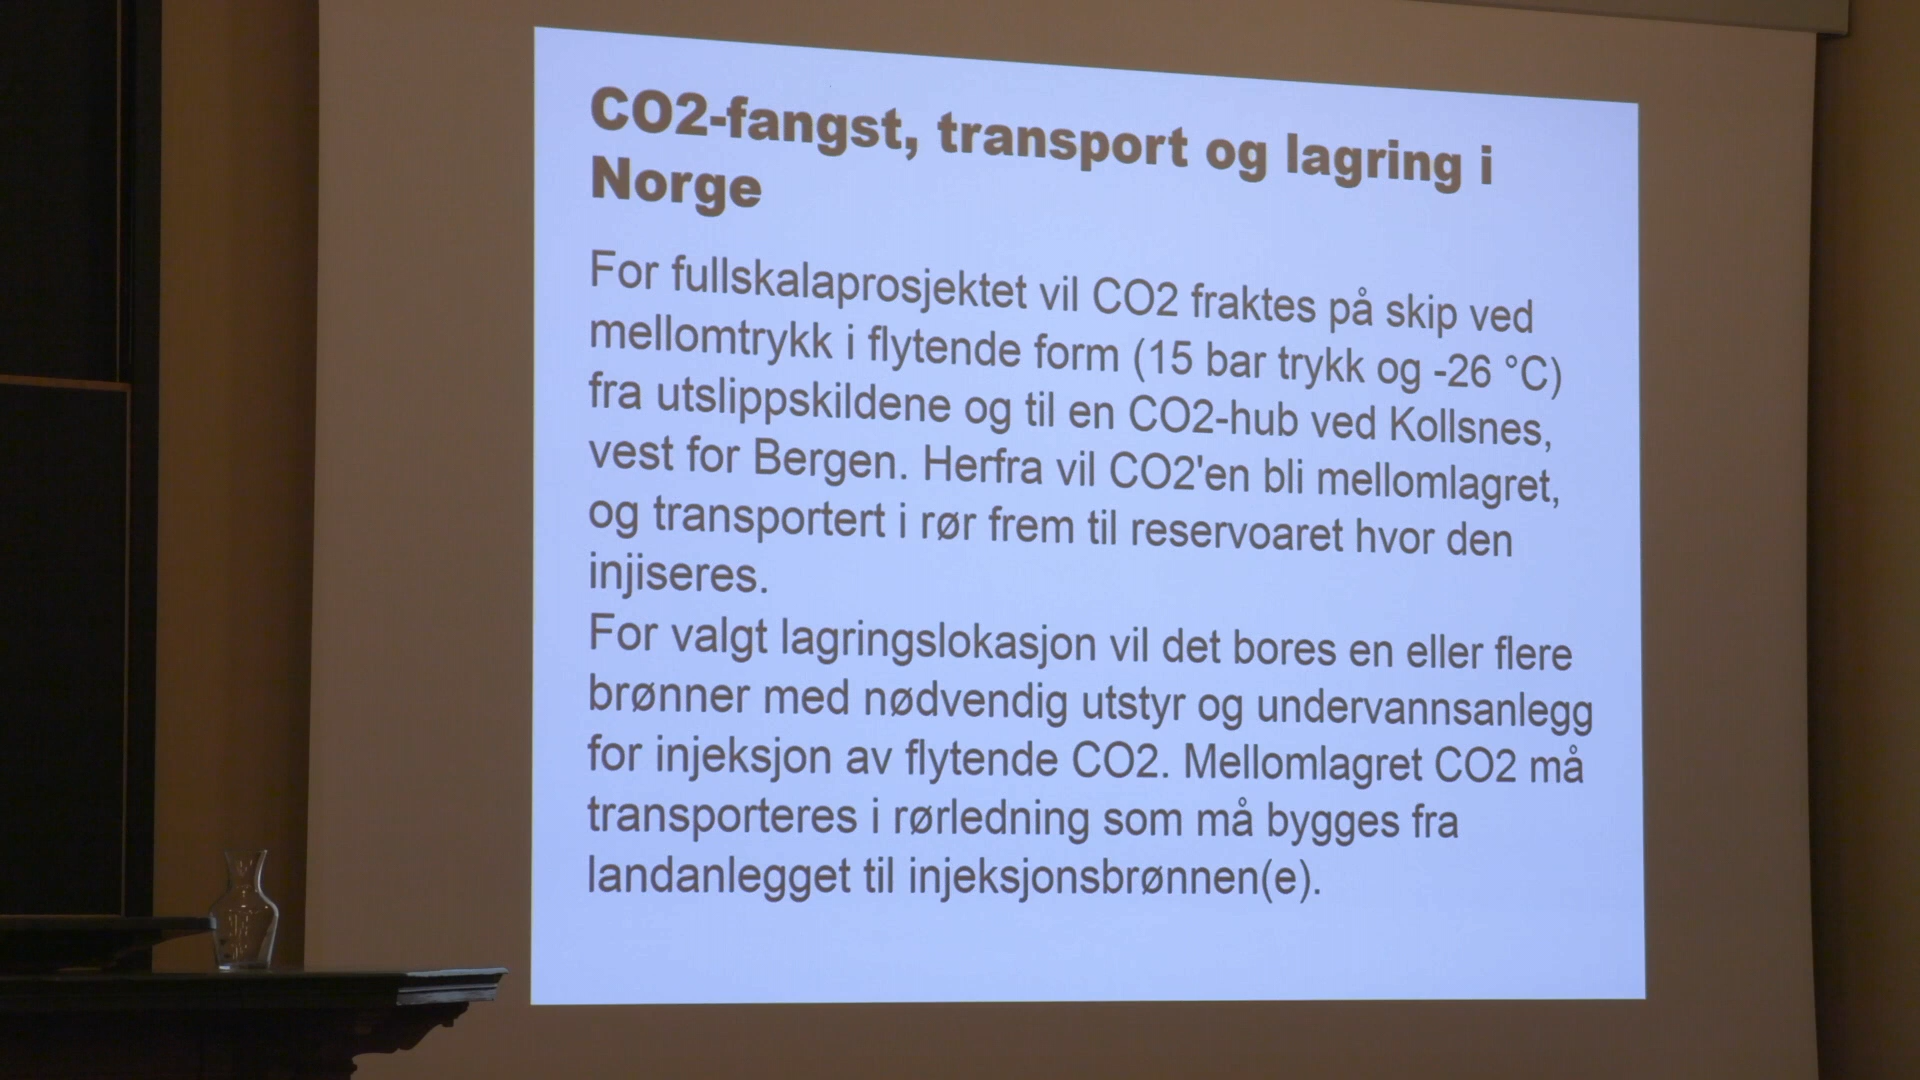 CO2-fangst, transport og lagring i
Norge
For fullskalaprosjektet vil CO2 fraktes på skip ved
mellomtrykk i flytende form (15 bar trykk og -26 °C)
fra utslippskildene og til en CO2-hub ved Kollsnes,
vest for Bergen. Herfra vil CO2'en bli mellomlagret,
og transportert i rør frem til reservoaret hvor den
injiseres.
For valgt lagringslokasjon vil det bores en eller flere
brønner med nødvendig utstyr og undervannsanlegg
for injeksjon av flytende CO2. Mellomlagret CO2 må
transporteres i rørledning som må bygges fra
landanlegget til injeksjonsbrønnen(e).